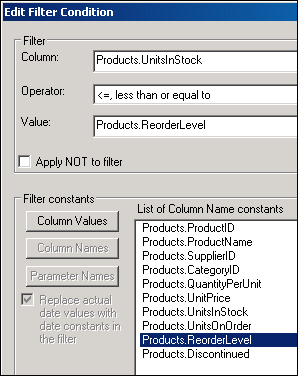 Edit Filter Condition
Filter
Column:
Products.UnitsInStock
Operator:
<=, less than or equal to
Value:
Products.ReorderLevel
Apply NOT to filter
Filter constants
Column Values
Column Names
Parameter Names
Replace actual
date values with
date constants in
the filter
List of Column Name constants
Products.ProductID
Products.ProductName
Products.SupplierID
Products.CategoryID
Products.QuantityPerUnit
Products.UnitPrice
Products.UnitsInStock
Products.UnitsOnOrder
Products.ReorderLevel
Products.Discontinued